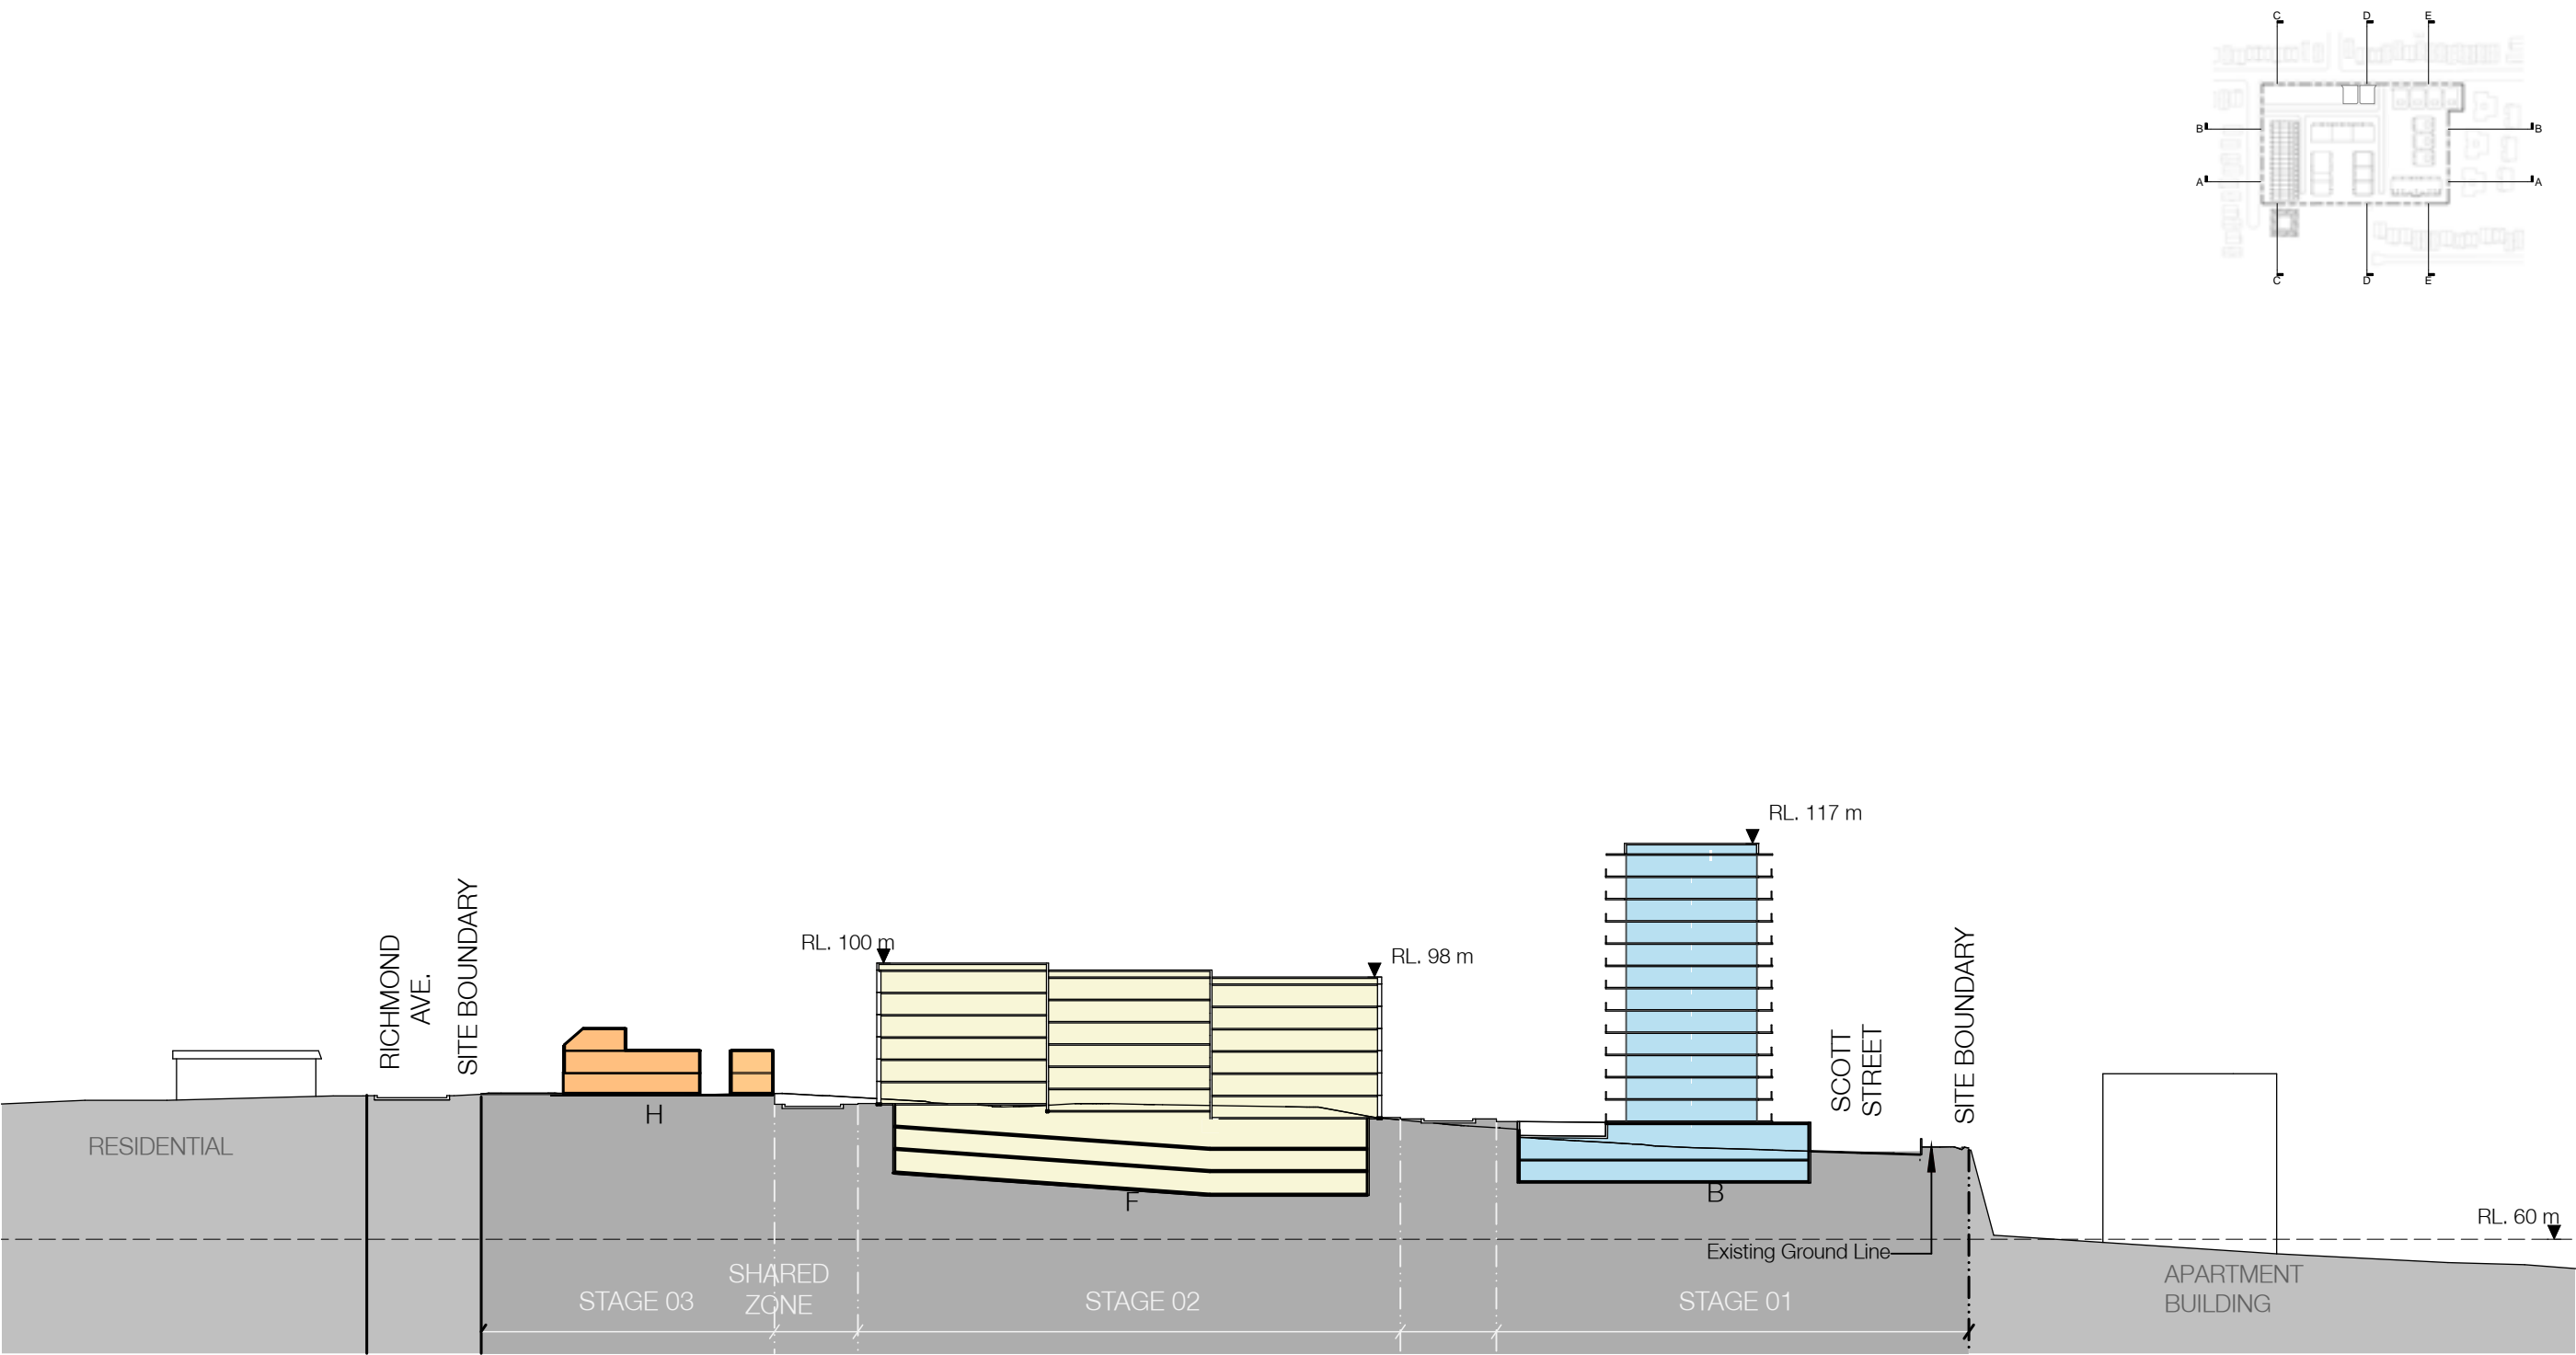 C D E
B B
A A
C D E
RL. 117 m
RL. 100 m
RL. 98 m
RICHMOND
AVE.
SITE BOUNDARY
SCOTT
STREET
SITE BOUNDARY
H
RESIDENTIAL
F
B
RL. 60 m
Existing Ground Line
SHARED
ZONE
STAGE 03
STAGE 02
STAGE 01
APARTMENT
BUILDING